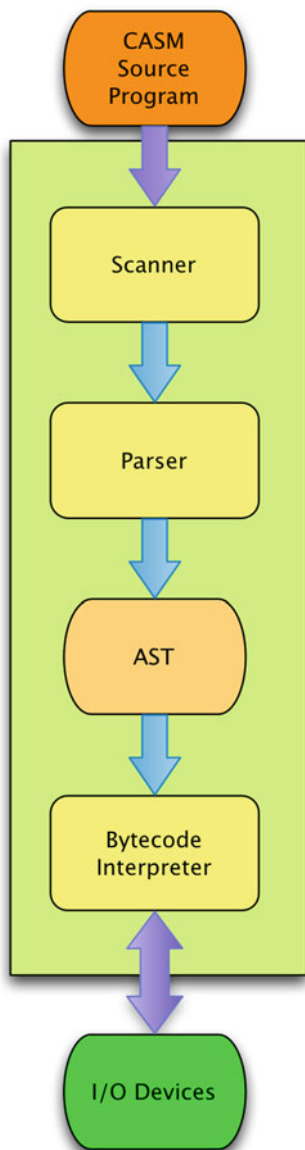 CASM
Source
Program
Scanner
Parser
AST
Bytecode
Interpreter
I/O Devices